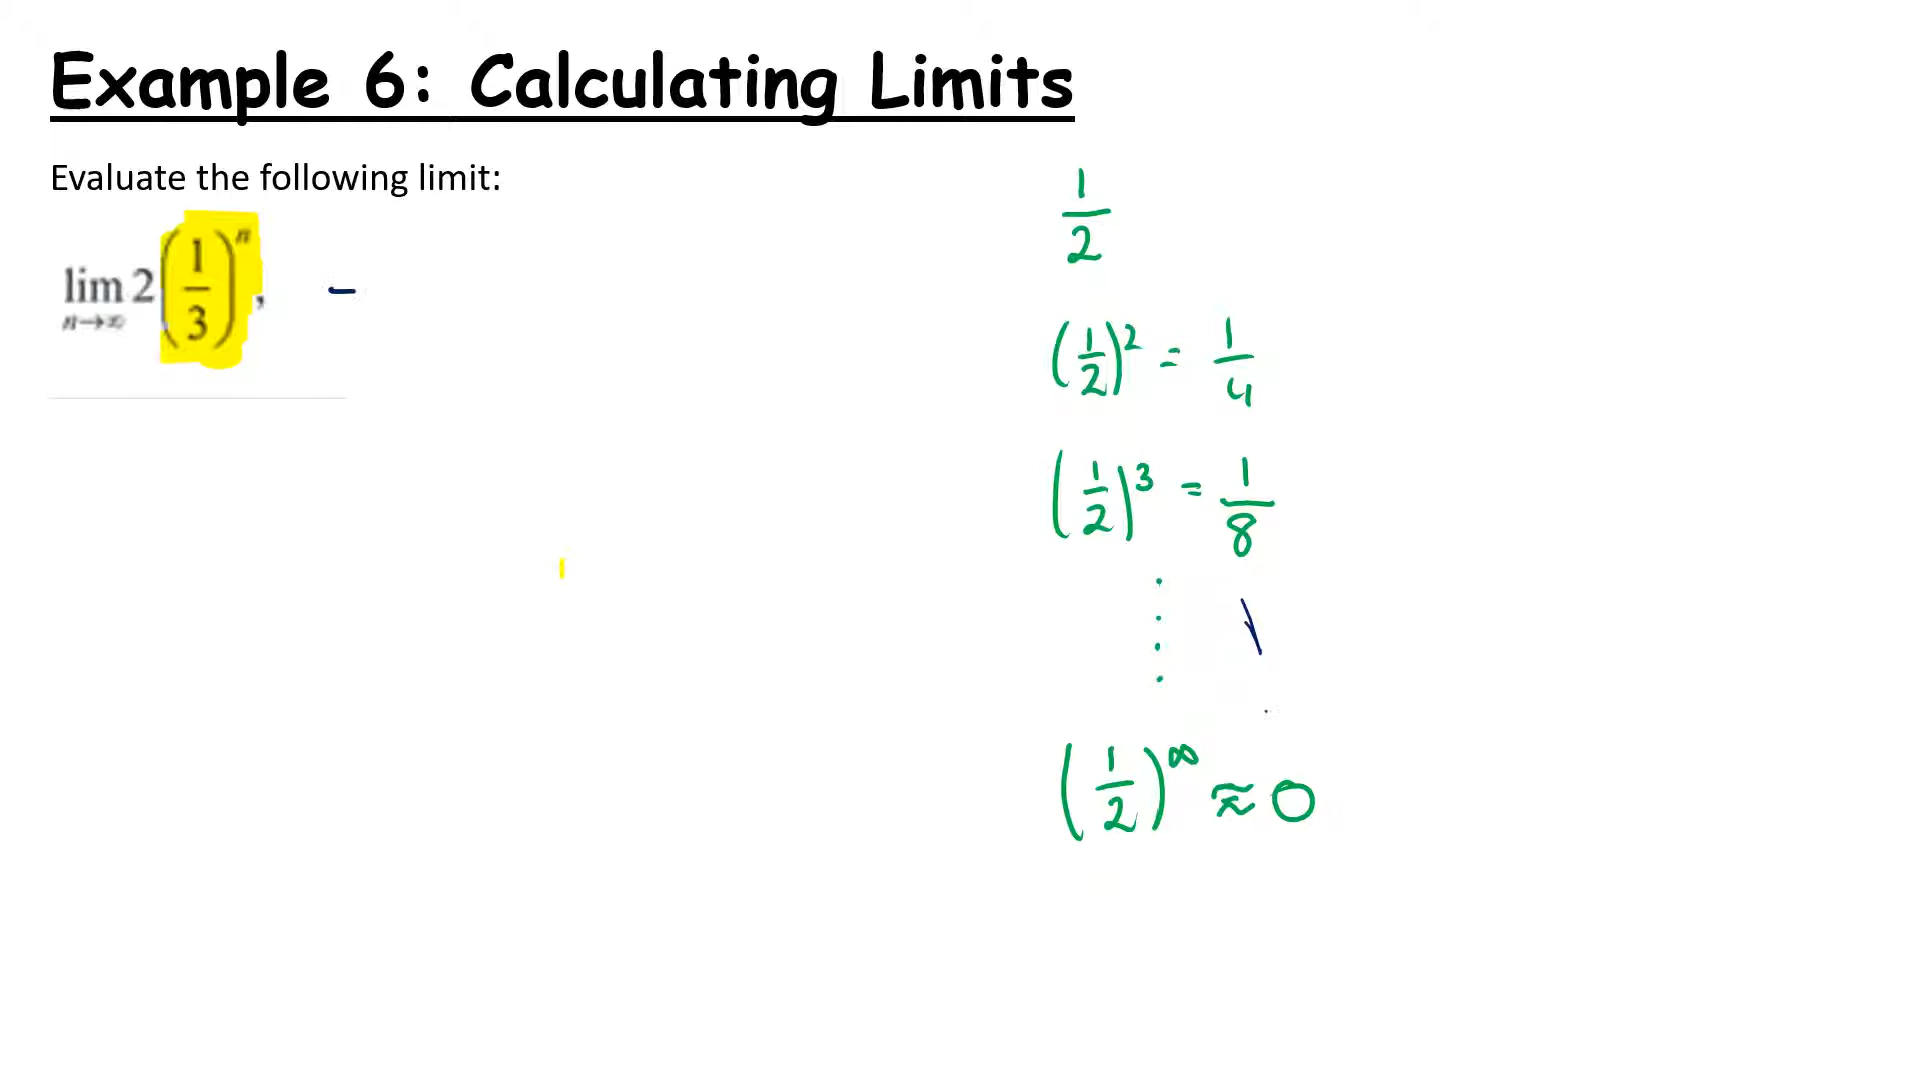 Example 6: Calculating Limits
Evaluate the following limit:
lim 2(1/3)^n, –
n→∞
1/2
(1/2)^2 = 1/4
(1/2)^3 = 1/8
(1/2)^∞ ≈ 0